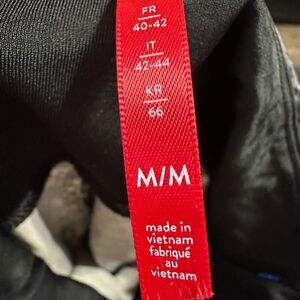 FR
40-42
IT
42-44
KR
66
M/M
made in
vietnam
fabriqué
au
vietnam